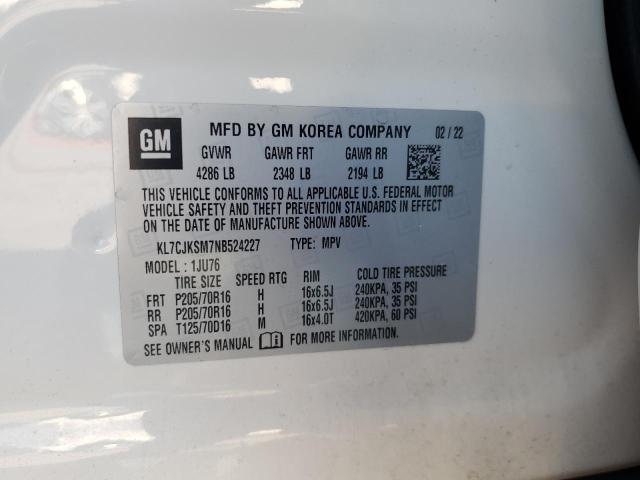 GM MFD BY GM KOREA COMPANY 02 / 22
GVWR GAWR FRT GAWR RR
4286 LB 2348 LB 2194 LB
THIS VEHICLE CONFORMS TO ALL APPLICABLE U.S. FEDERAL MOTOR
VEHICLE SAFETY AND THEFT PREVENTION STANDARDS IN EFFECT
ON THE DATE OF MANUFACTURE SHOWN ABOVE.
KL7CJKSM7NB524227 TYPE: MPV
MODEL : 1JU76
TIRE SIZE SPEED RTG RIM COLD TIRE PRESSURE
FRT P205/70R16 H 16x6.5J 240KPA, 35 PSI
RR P205/70R16 H 16x6.5J 240KPA, 35 PSI
SPA T125/70D16 M 16x4.0T 420KPA, 60 PSI
SEE OWNER'S MANUAL FOR MORE INFORMATION.